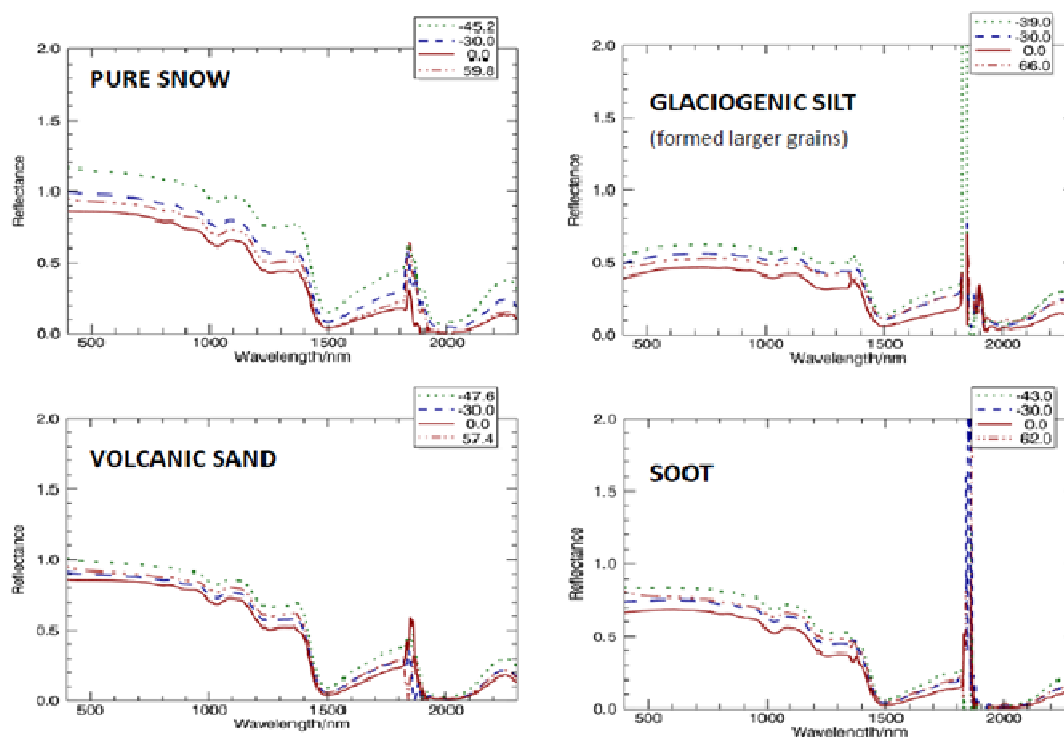 -45.2
-30.0
0.0
59.8
PURE SNOW
2.0
1.5
1.0
0.5
0.0
Reflectance
500 1000 1500 2000
Wavelength/nm
-39.0
-30.0
0.0
66.0
GLACIOGENIC SILT
(formed larger grains)
2.0
1.5
1.0
0.5
0.0
Reflectance
500 1000 1500 2000
Wavelength/nm
-47.6
-30.0
0.0
57.4
VOLCANIC SAND
2.0
1.5
1.0
0.5
0.0
Reflectance
500 1000 1500 2000
Wavelength/nm
-43.0
-30.0
0.0
62.0
SOOT
2.0
1.5
1.0
0.5
0.0
Reflectance
500 1000 1500 2000
Wavelength/nm